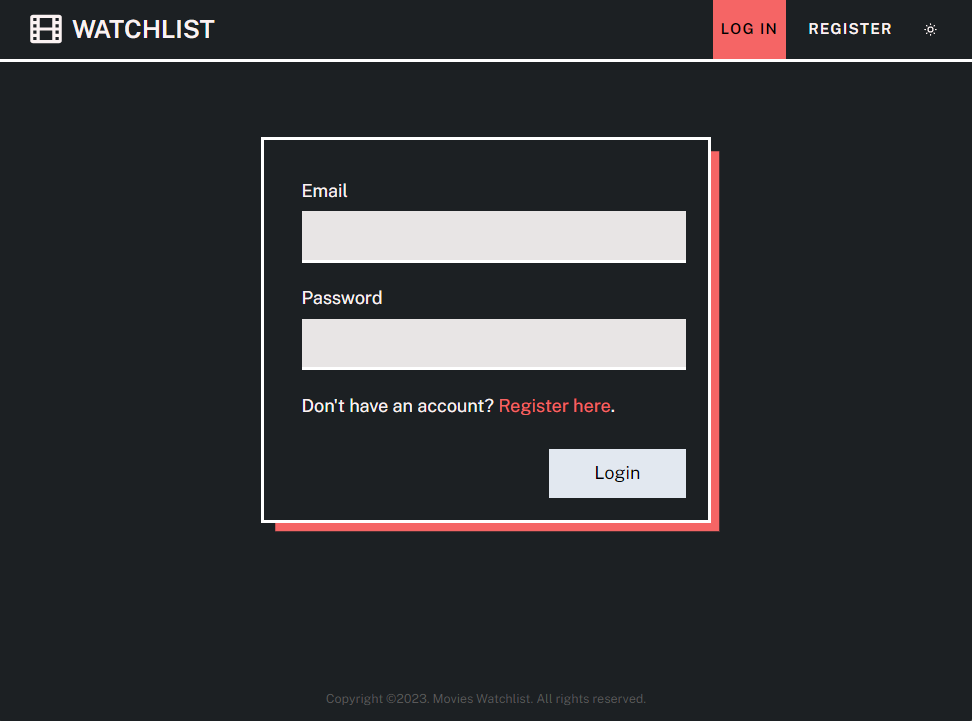 WATCHLIST
LOG IN
REGISTER
Email
Password
Don't have an account? Register here.
Login
Copyright ©2023. Movies Watchlist. All rights reserved.